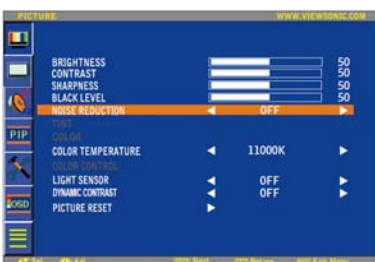 PICTURE WWW.VIEWSONIC.COM
BRIGHTNESS 50
CONTRAST 50
SHARPNESS 50
BLACK LEVEL 50
NOISE REDUCTION OFF
TINT
COLOR
PIP
COLOR TEMPERATURE 11000K
COLOR CONTROL
LIGHT SENSOR OFF
DYNAMIC CONTRAST OFF
OSD
PICTURE RESET